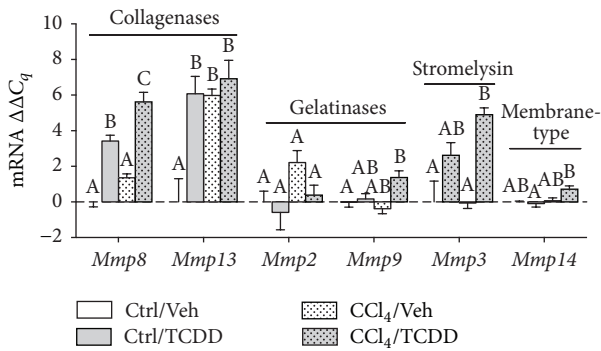 Collagenases
Stromelysin
Gelatinases
Membrane-
type
mRNA ΔΔC_q
10
8
6
4
2
0
−2
A B A C
A B B B
A A A A
A AB AB B
A AB A B
AB A AB B
Mmp8 Mmp13 Mmp2 Mmp9 Mmp3 Mmp14
Ctrl/Veh CCl₄/Veh
Ctrl/TCDD CCl₄/TCDD